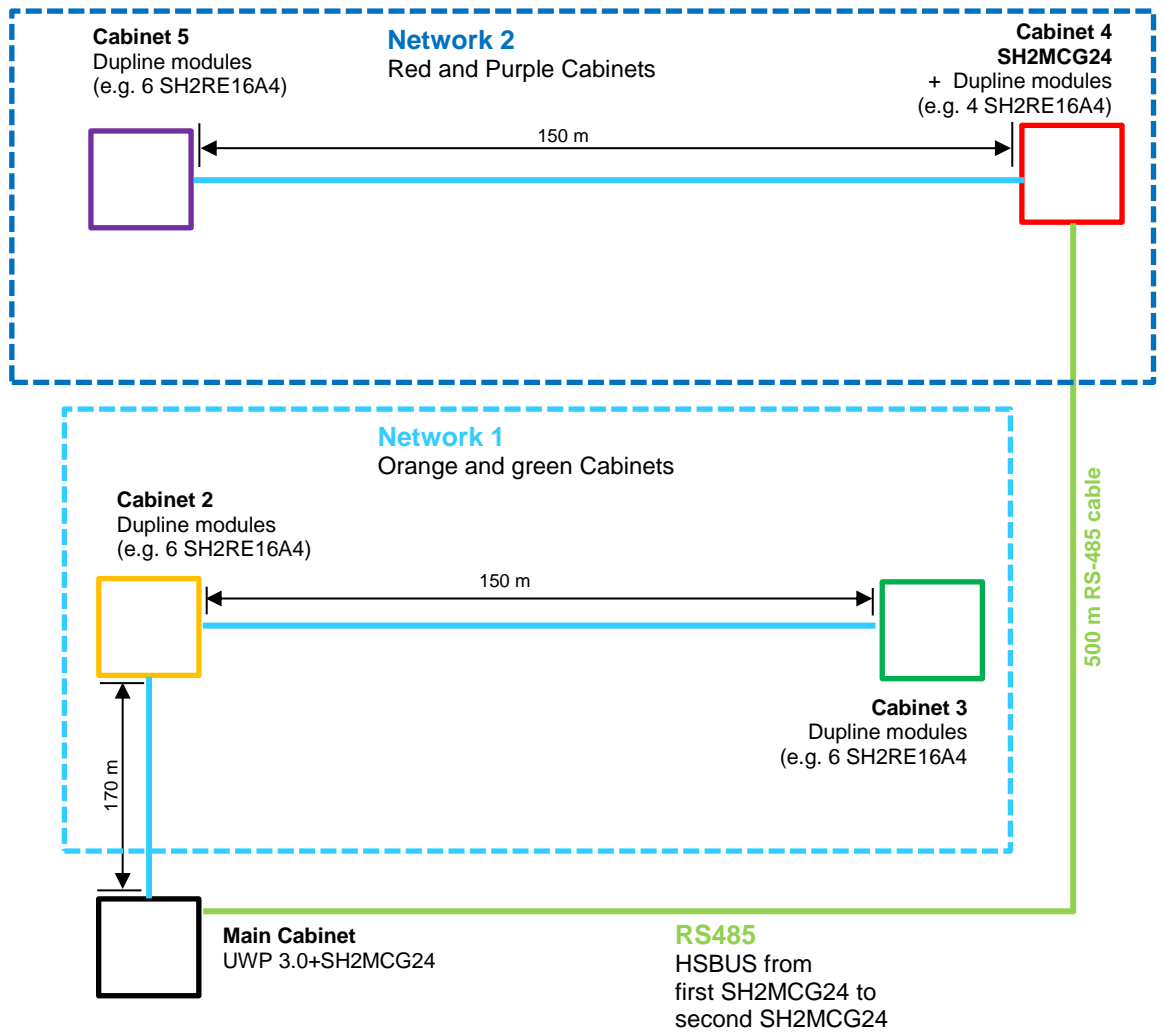 Cabinet 5
Dupline modules
(e.g. 6 SH2RE16A4)
Network 2
Red and Purple Cabinets
Cabinet 4
SH2MCG24
+ Dupline modules
(e.g. 4 SH2RE16A4)
150 m
Network 1
Orange and green Cabinets
Cabinet 2
Dupline modules
(e.g. 6 SH2RE16A4)
150 m
500 m RS-485 cable
Cabinet 3
Dupline modules
(e.g. 6 SH2RE16A4
170 m
Main Cabinet
UWP 3.0+SH2MCG24
RS485
HSBUS from
first SH2MCG24 to
second SH2MCG24